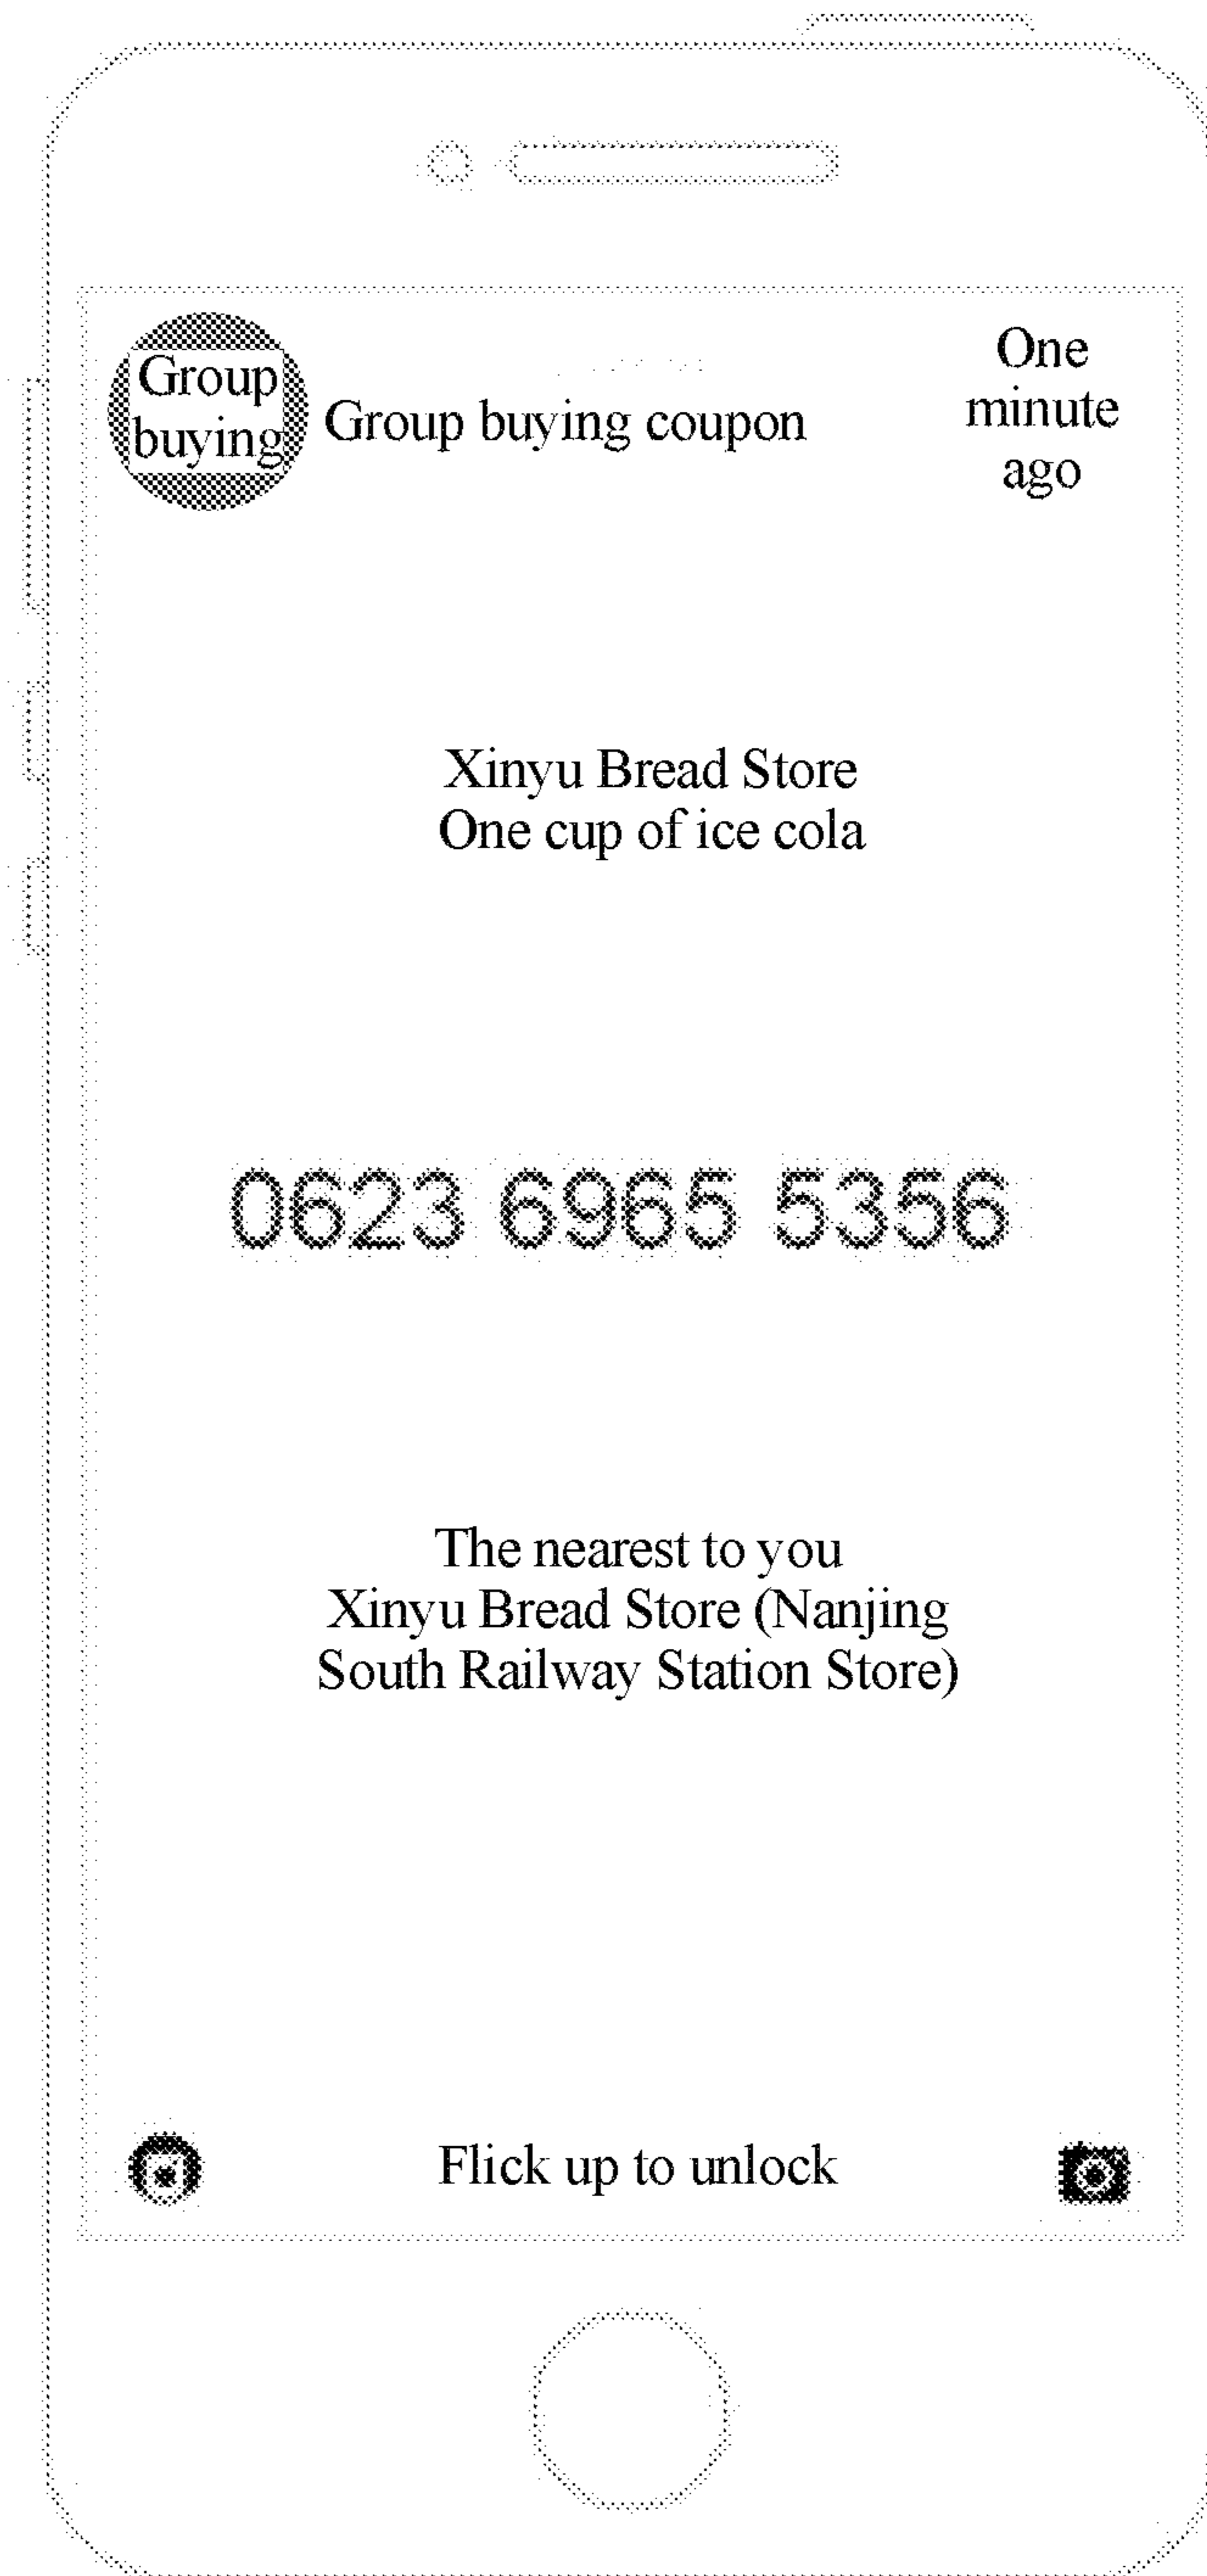 Group
buying
Group buying coupon
One
minute
ago
Xinyu Bread Store
One cup of ice cola
0623 6965 5356
The nearest to you
Xinyu Bread Store (Nanjing
South Railway Station Store)
Flick up to unlock